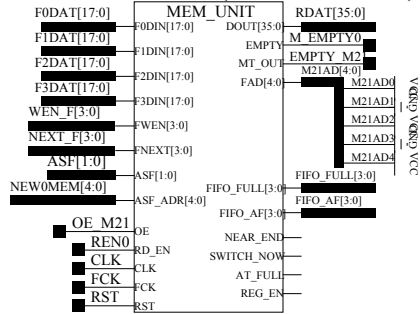 MEM_UNIT
F0DAT[17:0]
F0DIN[17:0]
F1DAT[17:0]
F1DIN[17:0]
F2DAT[17:0]
F2DIN[17:0]
F3DAT[17:0]
F3DIN[17:0]
WEN_F[3:0]
FWEN[3:0]
NEXT_F[3:0]
FNEXT[3:0]
ASF[1:0]
ASF[1:0]
NEW0MEM[4:0]
ASF_ADR[4:0]
OE_M21
OE
REN0
RD_EN
CLK
CLK
FCK
FCK
RST
RST
RDAT[35:0]
DOUT[35:0]
M_EMPTY0
EMPTY
EMPTY_M2
MT_OUT
M21AD[4:0]
FAD[4:0]
M21AD0
M21AD1
M21AD2
M21AD3
M21AD4
VCC
FIFO_FULL[3:0]
FIFO_FULL[3:0]
FIFO_AF[3:0]
FIFO_AF[3:0]
NEAR_END
SWITCH_NOW
AT_FULL
REG_EN